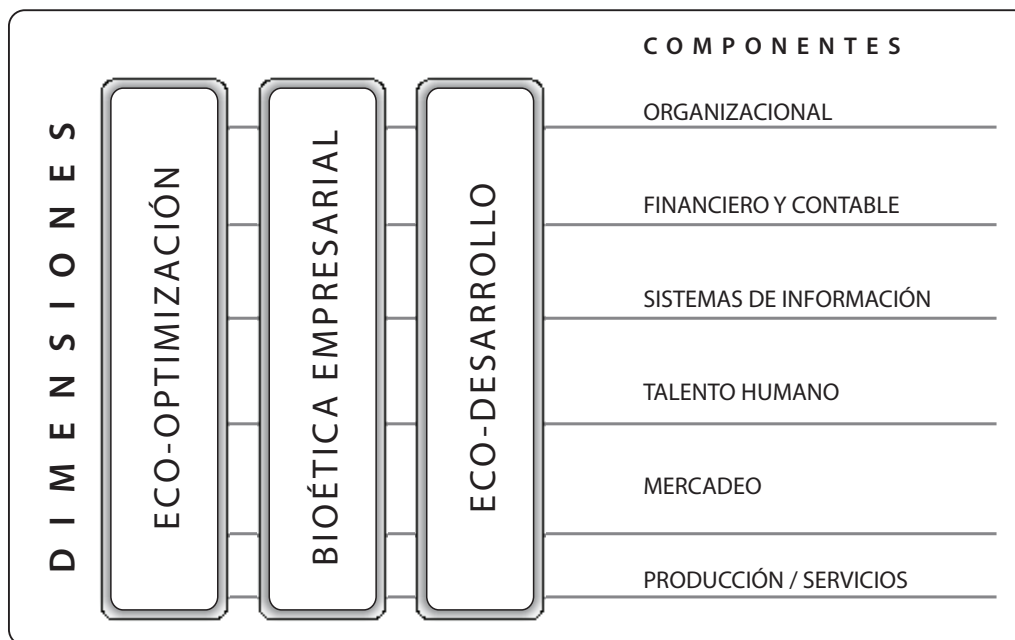 COMPONENTES
DIMENSIONES
ECO-OPTIMIZACIÓN
BIOÉTICA EMPRESARIAL
ECO-DESARROLLO
ORGANIZACIONAL
FINANCIERO Y CONTABLE
SISTEMAS DE INFORMACIÓN
TALENTO HUMANO
MERCADEO
PRODUCCIÓN / SERVICIOS